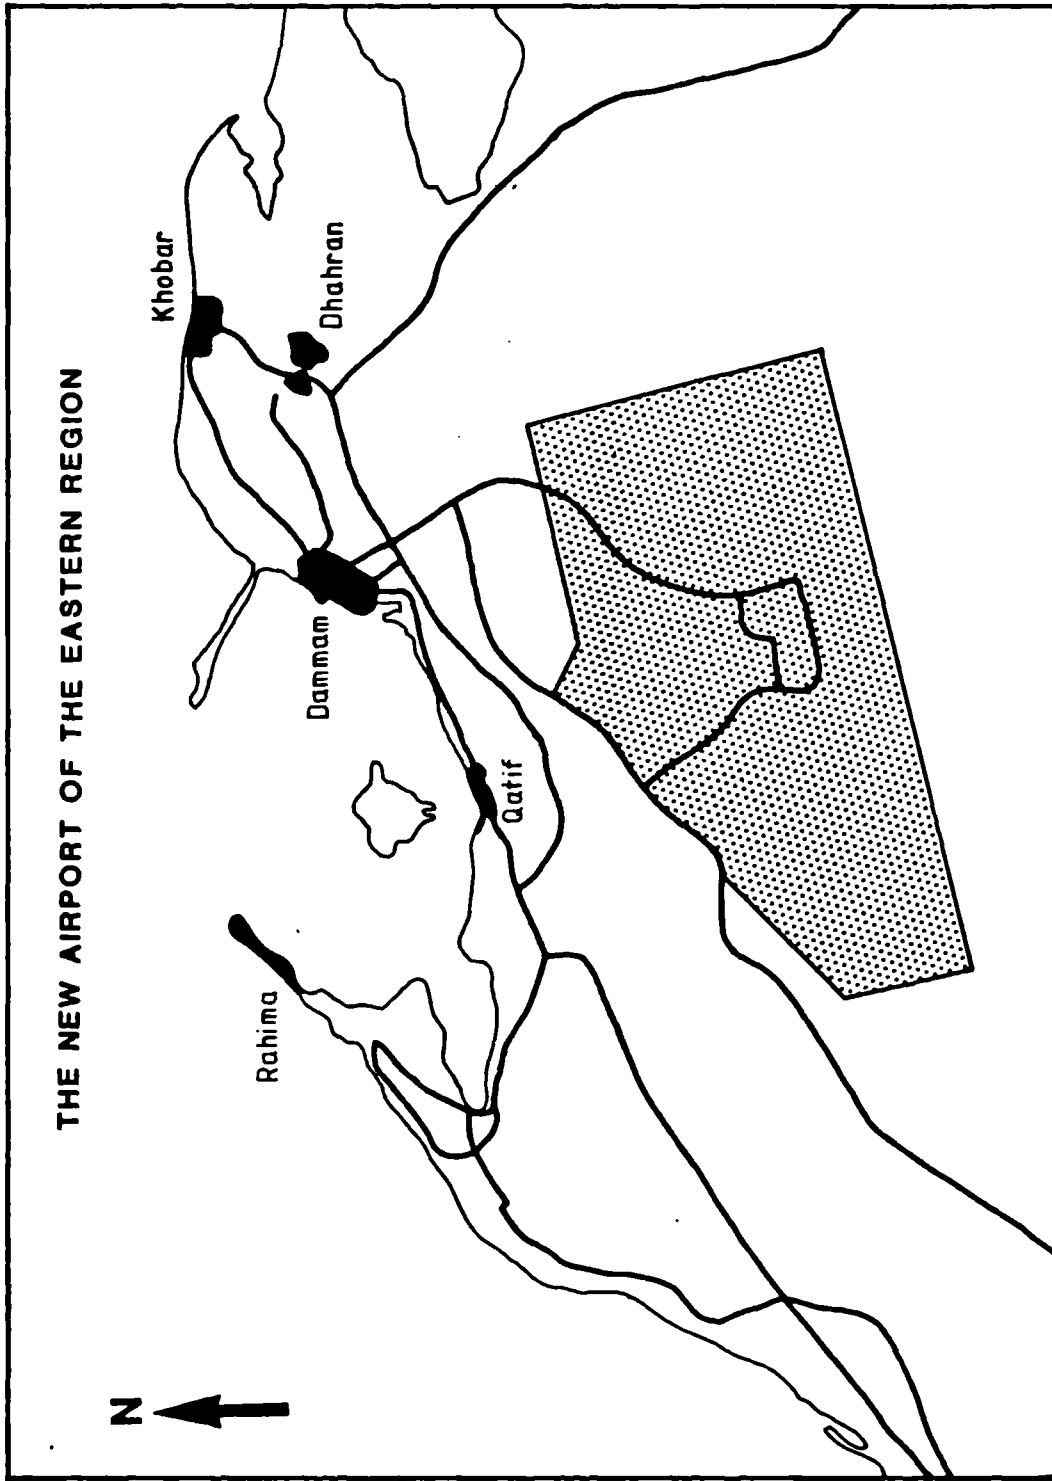 THE NEW AIRPORT OF THE EASTERN REGION
N
Rahima
Qatif
Dammam
Dhahran
Khobar